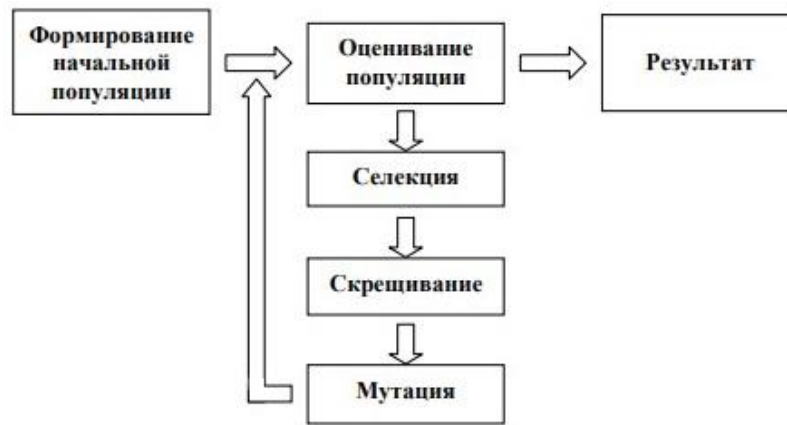 Формирование
начальной
популяции
Оценивание
популяции
Результат
Селекция
Скрещивание
Мутация